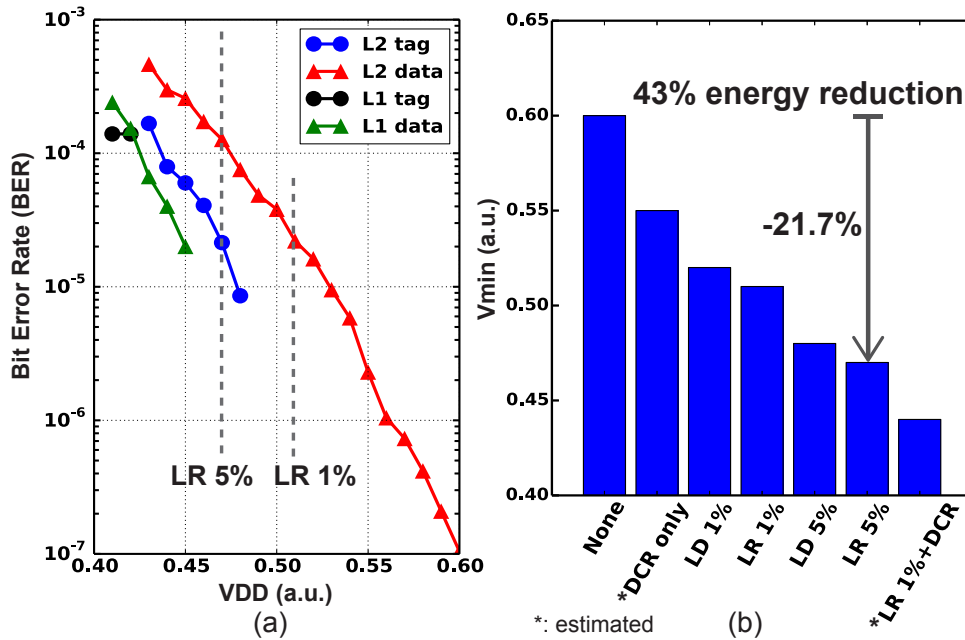 Bit Error Rate (BER)
10^-3
10^-4
10^-5
10^-6
10^-7
L2 tag
L2 data
L1 tag
L1 data
LR 5%
LR 1%
0.40
0.45
0.50
0.55
0.60
VDD (a.u.)
(a)
Vmin (a.u.)
0.65
0.60
0.55
0.50
0.45
0.40
43% energy reduction
-21.7%
None
*DCR only
LD 1%
LR 1%
LD 5%
LR 5%
*LR 1%+DCR
*: estimated
(b)